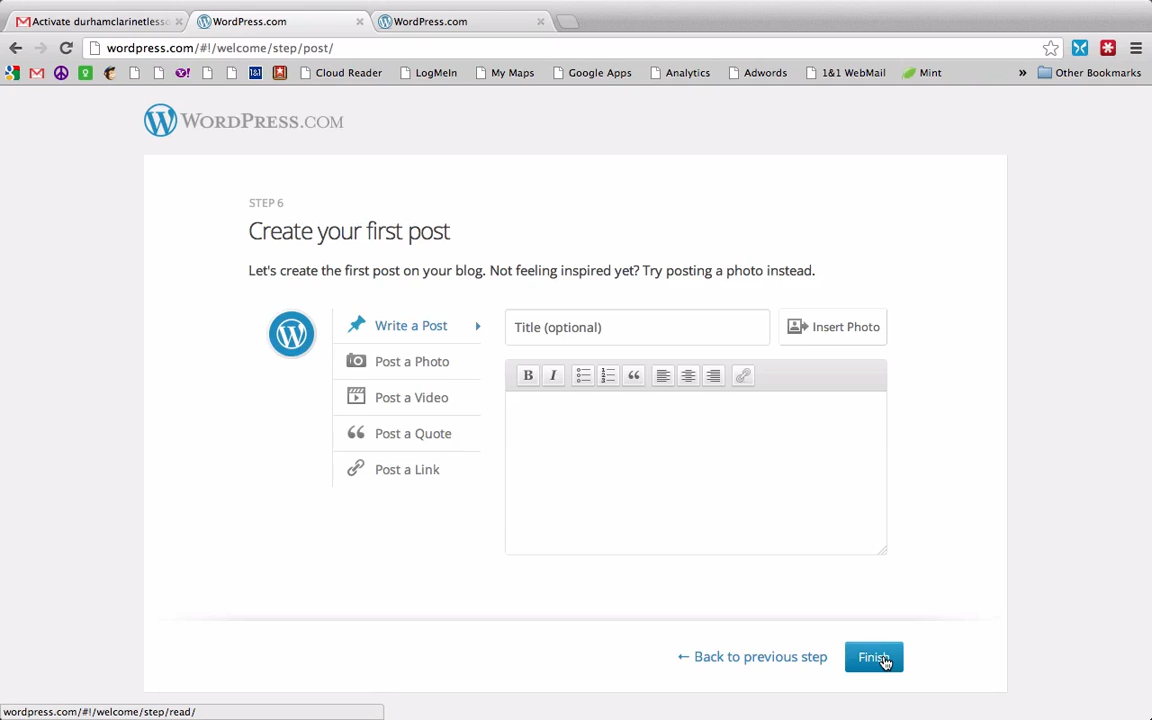 Activate durhamclarinetlesso
WordPress.com
WordPress.com
wordpress.com/#!/welcome/step/post/
Cloud Reader
LogMeIn
My Maps
Google Apps
Analytics
Adwords
1&1
1&1 WebMail
Mint
»
Other Bookmarks
WORDPRESS.COM
STEP 6
Create your first post
Let's create the first post on your blog. Not feeling inspired yet? Try posting a photo instead.
Write a Post
Title (optional)
Insert Photo
Post a Photo
B I
Post a Video
Post a Quote
Post a Link
← Back to previous step
Finish
wordpress.com/#!/welcome/step/read/